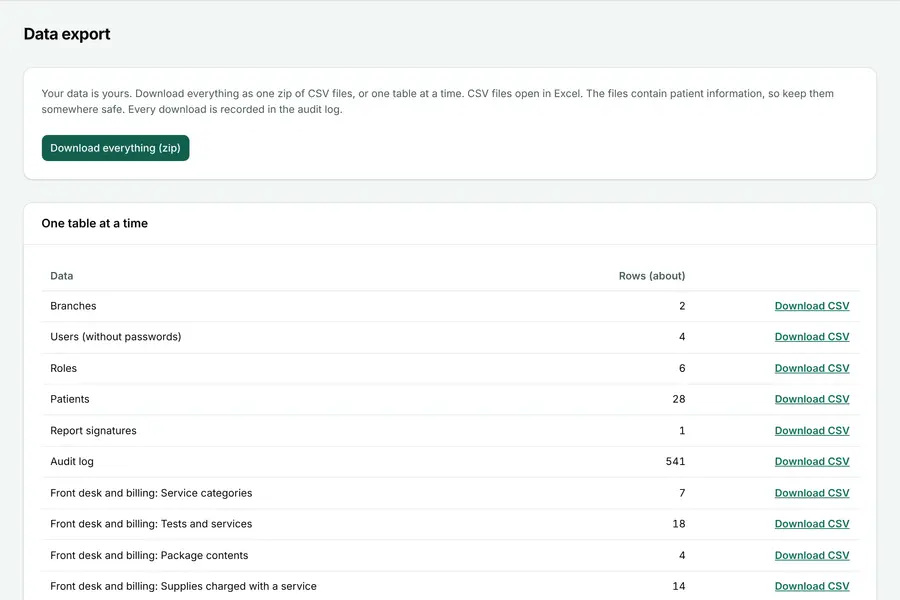 Data export
Your data is yours. Download everything as one zip of CSV files, or one table at a time. CSV files open in Excel. The files contain patient information, so keep them
somewhere safe. Every download is recorded in the audit log.
Download everything (zip)
One table at a time
Data Rows (about)
Branches 2 Download CSV
Users (without passwords) 4 Download CSV
Roles 6 Download CSV
Patients 28 Download CSV
Report signatures 1 Download CSV
Audit log 541 Download CSV
Front desk and billing: Service categories 7 Download CSV
Front desk and billing: Tests and services 18 Download CSV
Front desk and billing: Package contents 4 Download CSV
Front desk and billing: Supplies charged with a service 14 Download CSV